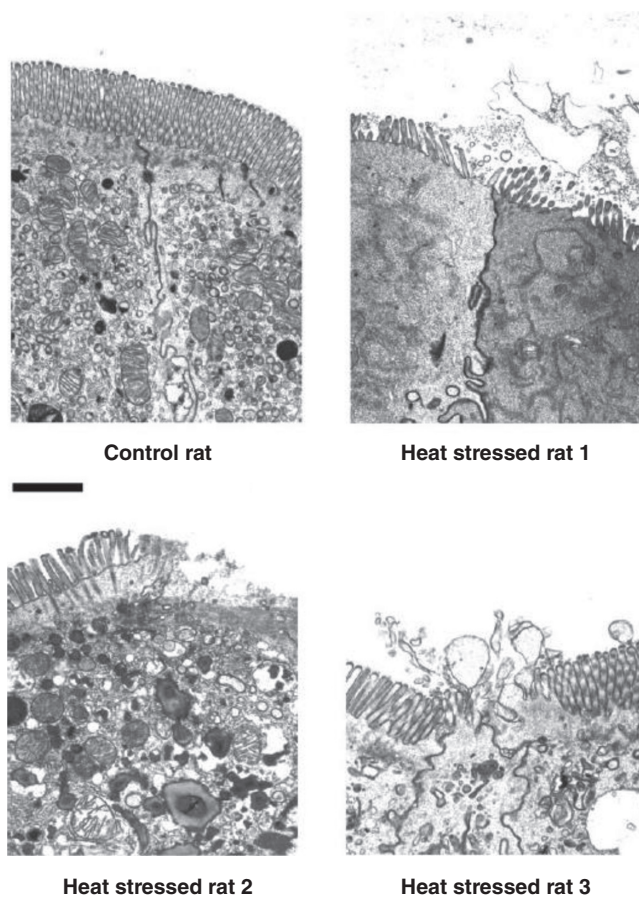 Control rat
Heat stressed rat 1
Heat stressed rat 2
Heat stressed rat 3